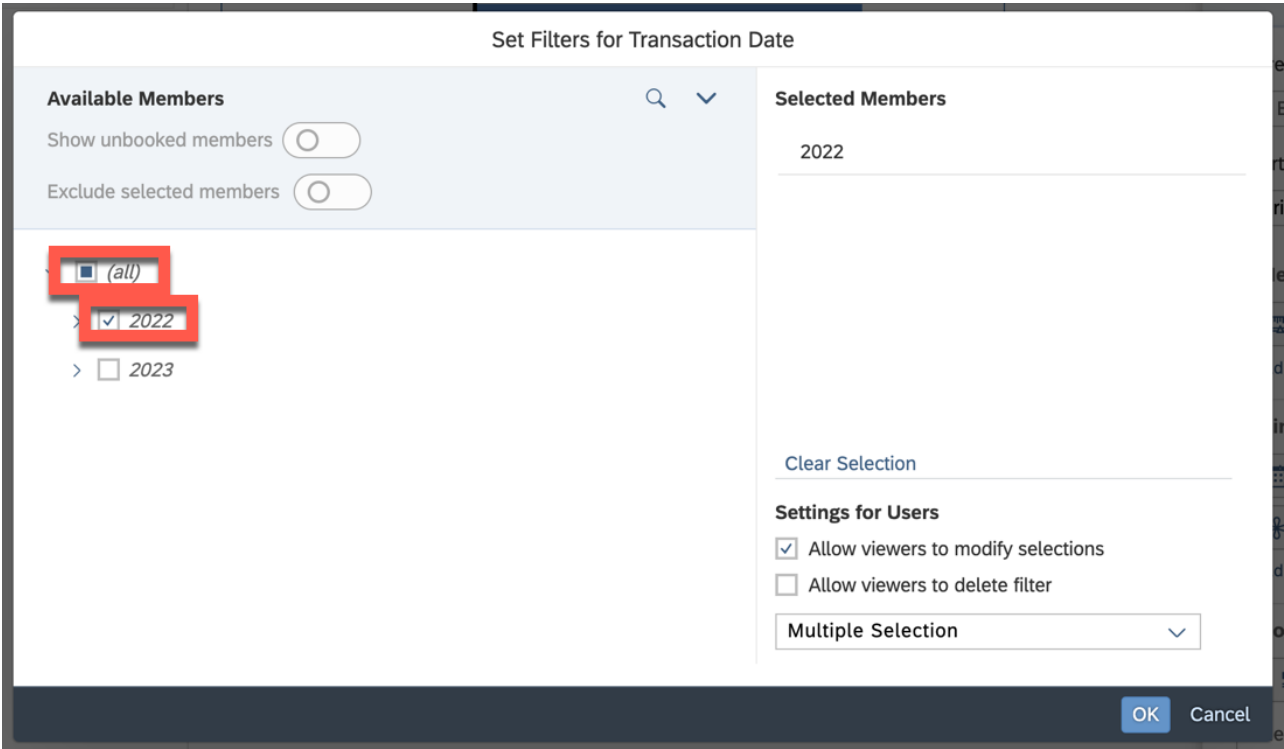 Set Filters for Transaction Date
Available Members
Show unbooked members
Exclude selected members
(all)
2022
2023
Selected Members
2022
Clear Selection
Settings for Users
Allow viewers to modify selections
Allow viewers to delete filter
Multiple Selection
OK
Cancel